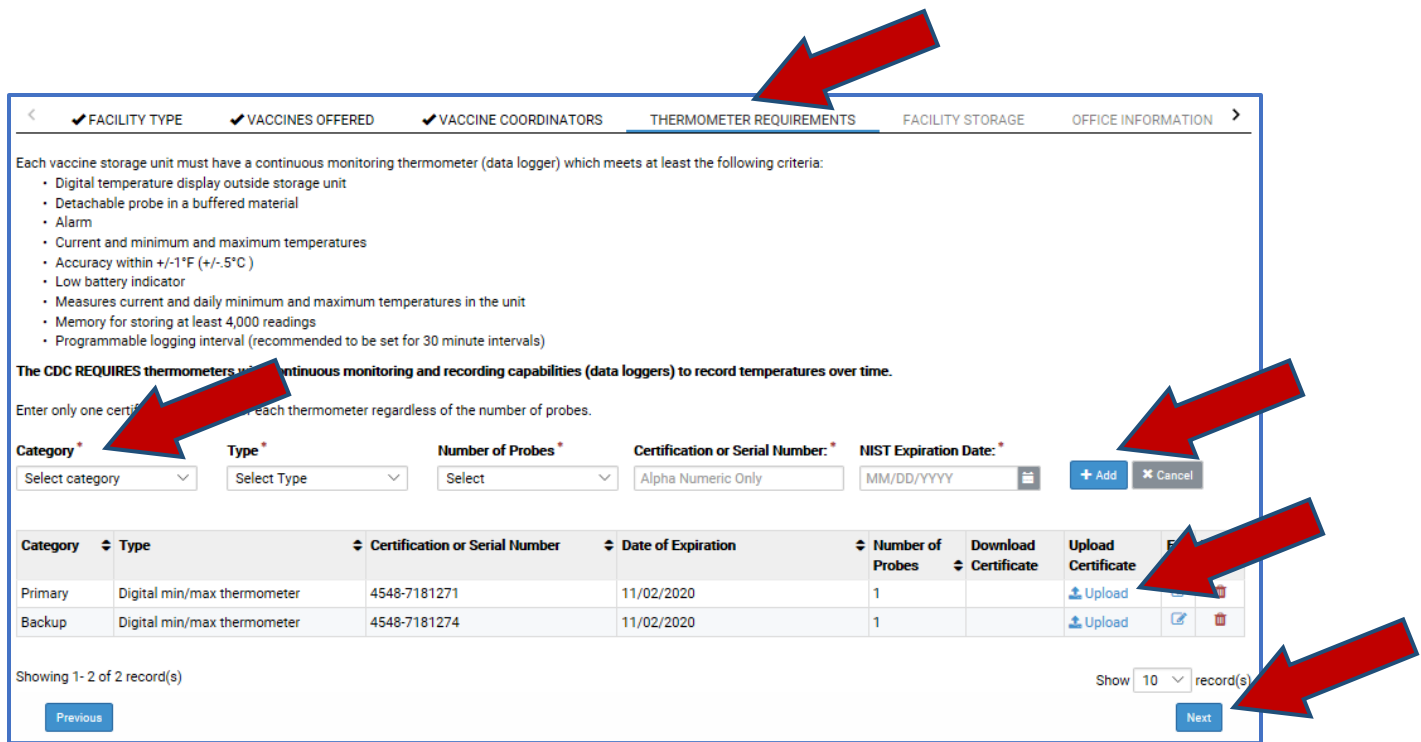 FACILITY TYPE VACCINES OFFERED VACCINE COORDINATORS THERMOMETER REQUIREMENTS FACILITY STORAGE OFFICE INFORMATION
Each vaccine storage unit must have a continuous monitoring thermometer (data logger) which meets at least the following criteria:
• Digital temperature display outside storage unit
• Detachable probe in a buffered material
• Alarm
• Current and minimum and maximum temperatures
• Accuracy within +/-1°F (+/-.5°C )
• Low battery indicator
• Measures current and daily minimum and maximum temperatures in the unit
• Memory for storing at least 4,000 readings
• Programmable logging interval (recommended to be set for 30 minute intervals)
The CDC REQUIRES thermometers continuous monitoring and recording capabilities (data loggers) to record temperatures over time.
Enter only one each thermometer regardless of the number of probes.
Category * Type * Number of Probes * Certification or Serial Number: * NIST Expiration Date: *
Select category Select Type Select Alpha Numeric Only MM/DD/YYYY + Add Cancel
Category Type Certification or Serial Number Date of Expiration Number of Download Upload
Probes Certificate Certificate
Primary Digital min/max thermometer 4548-7181271 11/02/2020 1 Upload
Backup Digital min/max thermometer 4548-7181274 11/02/2020 1 Upload
Showing 1- 2 of 2 record(s) Show 10 record(s)
Previous Next